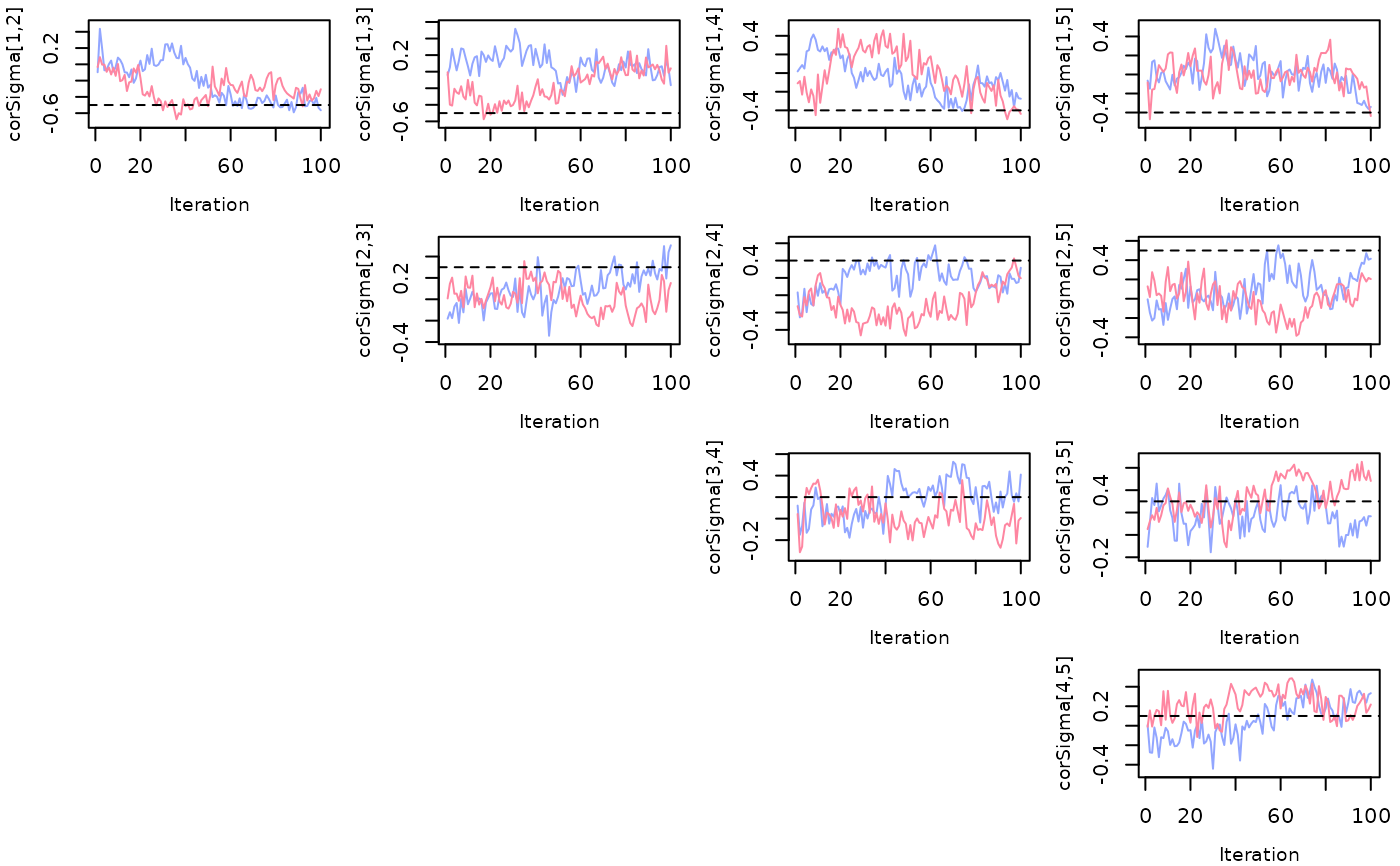 corSigma[1,2]
0.2
-0.6
0 20 60 100
Iteration
corSigma[1,3]
0.2
-0.6
0 20 60 100
Iteration
corSigma[1,4]
0.4
-0.4
0 20 60 100
Iteration
corSigma[1,5]
0.4
-0.4
0 20 60 100
Iteration
corSigma[2,3]
0.2
-0.4
0 20 60 100
Iteration
corSigma[2,4]
0.4
-0.4
0 20 60 100
Iteration
corSigma[2,5]
0.4
-0.4
0 20 60 100
Iteration
corSigma[3,4]
0.4
-0.2
0 20 60 100
Iteration
corSigma[3,5]
0.4
-0.2
0 20 60 100
Iteration
corSigma[4,5]
0.2
-0.4
0 20 60 100
Iteration